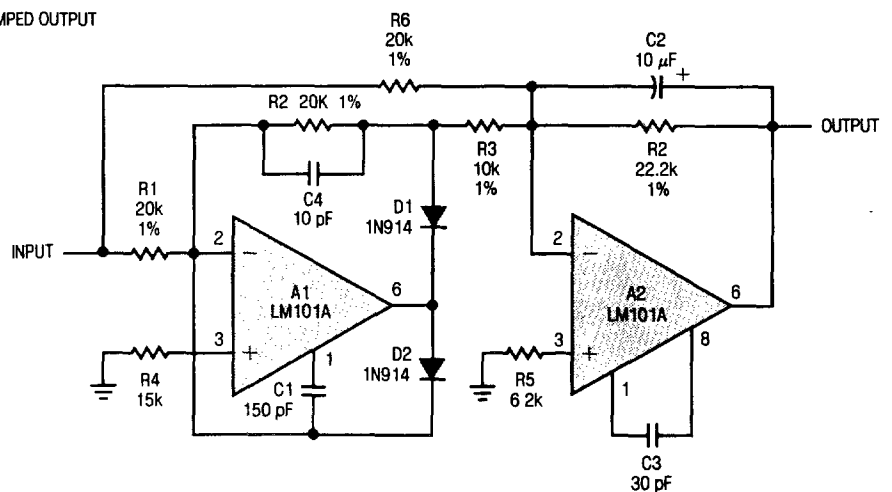 MPED OUTPUT
R6
20k
1%
C2
10 µF
+
R2 20K 1%
OUTPUT
R3
10k
1%
R2
22.2k
1%
C4
10 pF
R1
20k
1%
D1
1N914
INPUT
2
−
2
−
A1
LM101A
6
A2
LM101A
6
3
+
D2
1N914
3
+
8
R4
15k
1
C1
150 pF
R5
6 2k
1
C3
30 pF